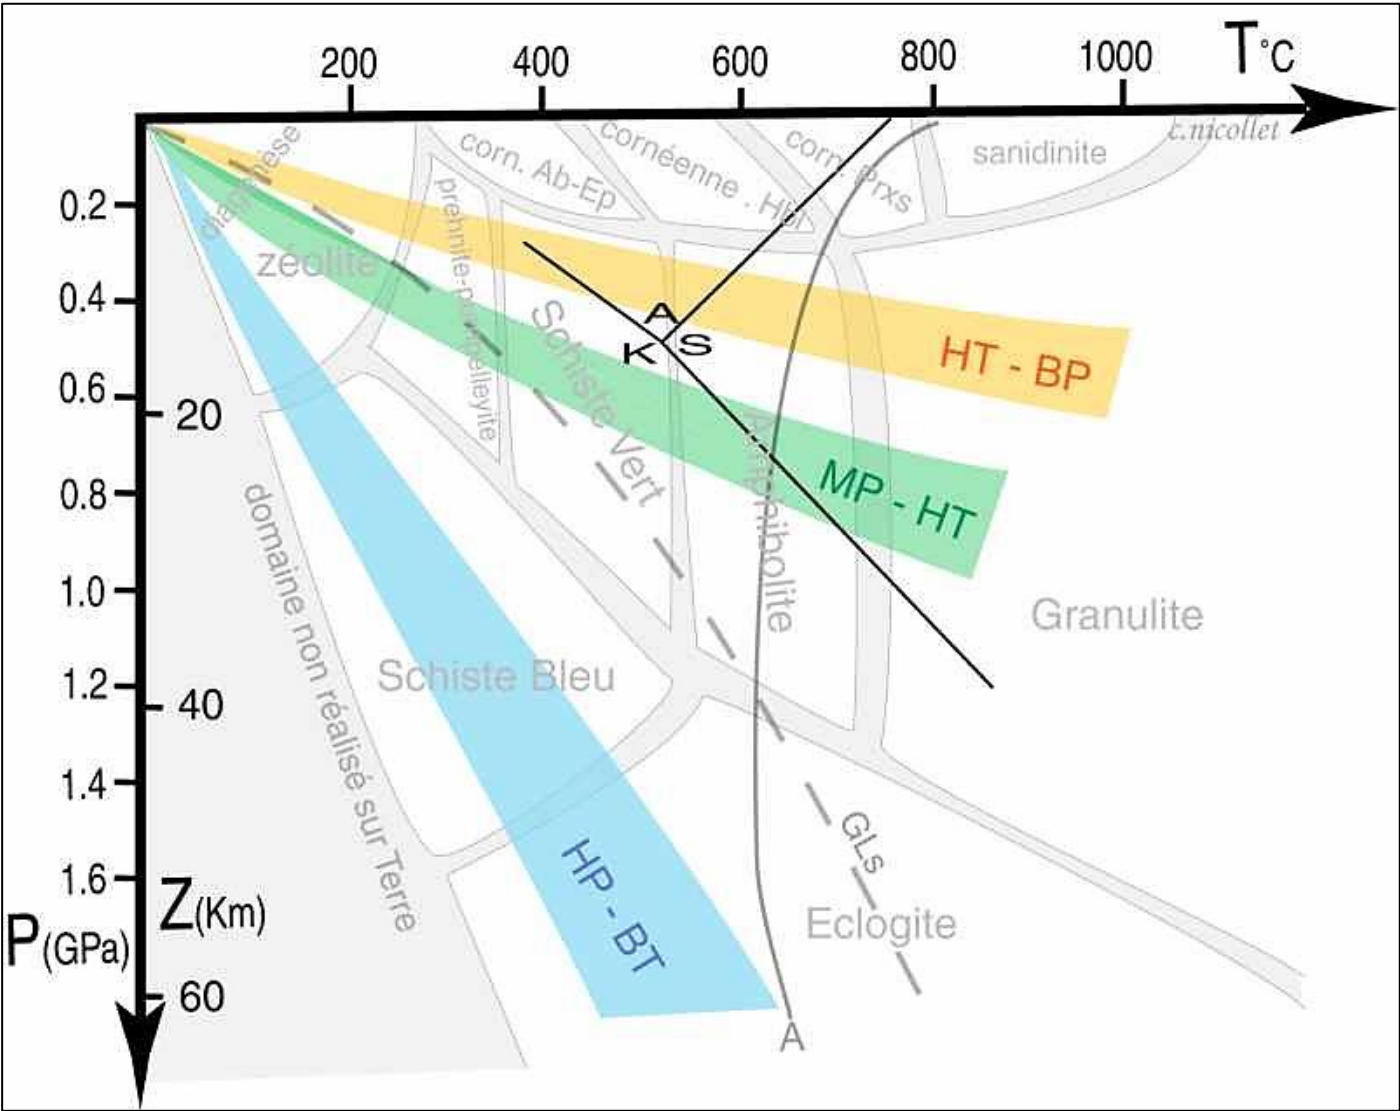 200 400 600 800 1000 T°C
c.nicollet
diagenèse
corn. Ab-Ep
cornéenne . Hbl
corn. Prxs
sanidinite
0.2
zéolite
prehnite-pumpelleyite
0.4
A
K S
Schiste Vert
HT - BP
0.6
20
Amphibolite
MP - HT
0.8
1.0
domaine non réalisé sur Terre
Granulite
1.2
Schiste Bleu
40
1.4
GLs
1.6
HP - BT
Z(Km)
P(GPa)
Eclogite
60
A